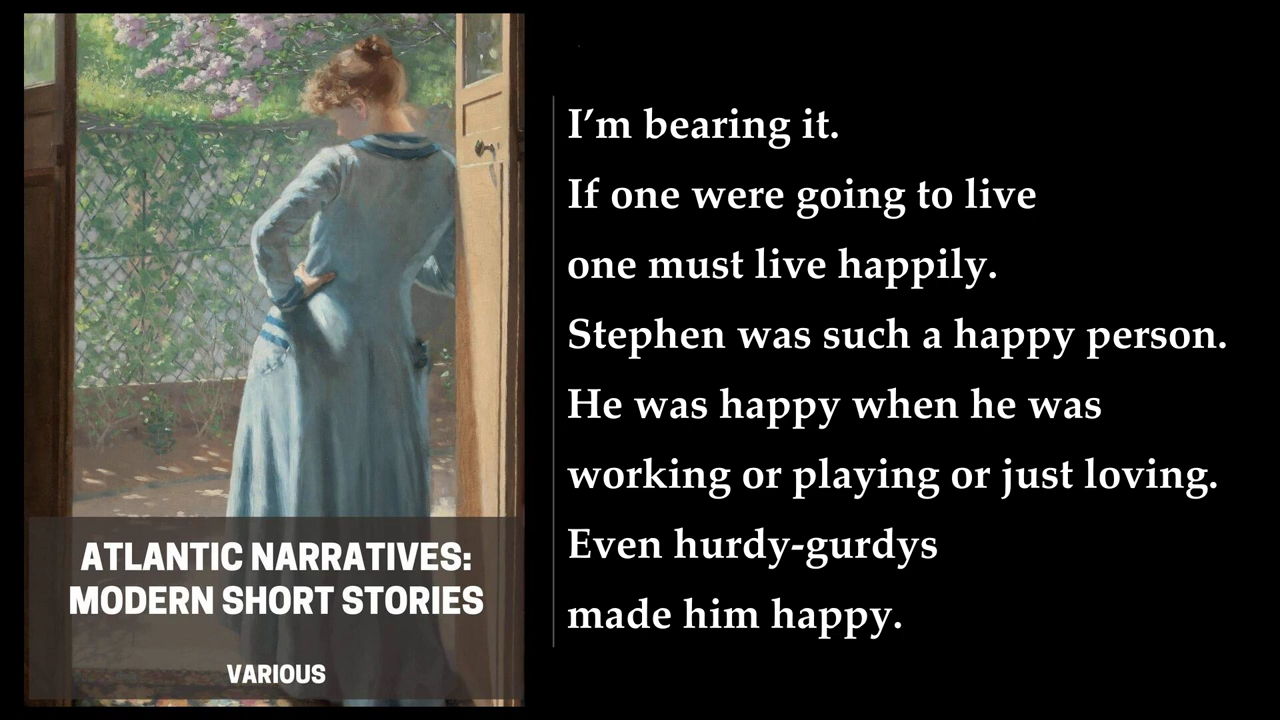 ATLANTIC NARRATIVES:
MODERN SHORT STORIES
VARIOUS
I’m bearing it.
If one were going to live
one must live happily.
Stephen was such a happy person.
He was happy when he was
working or playing or just loving.
Even hurdy-gurdys
made him happy.